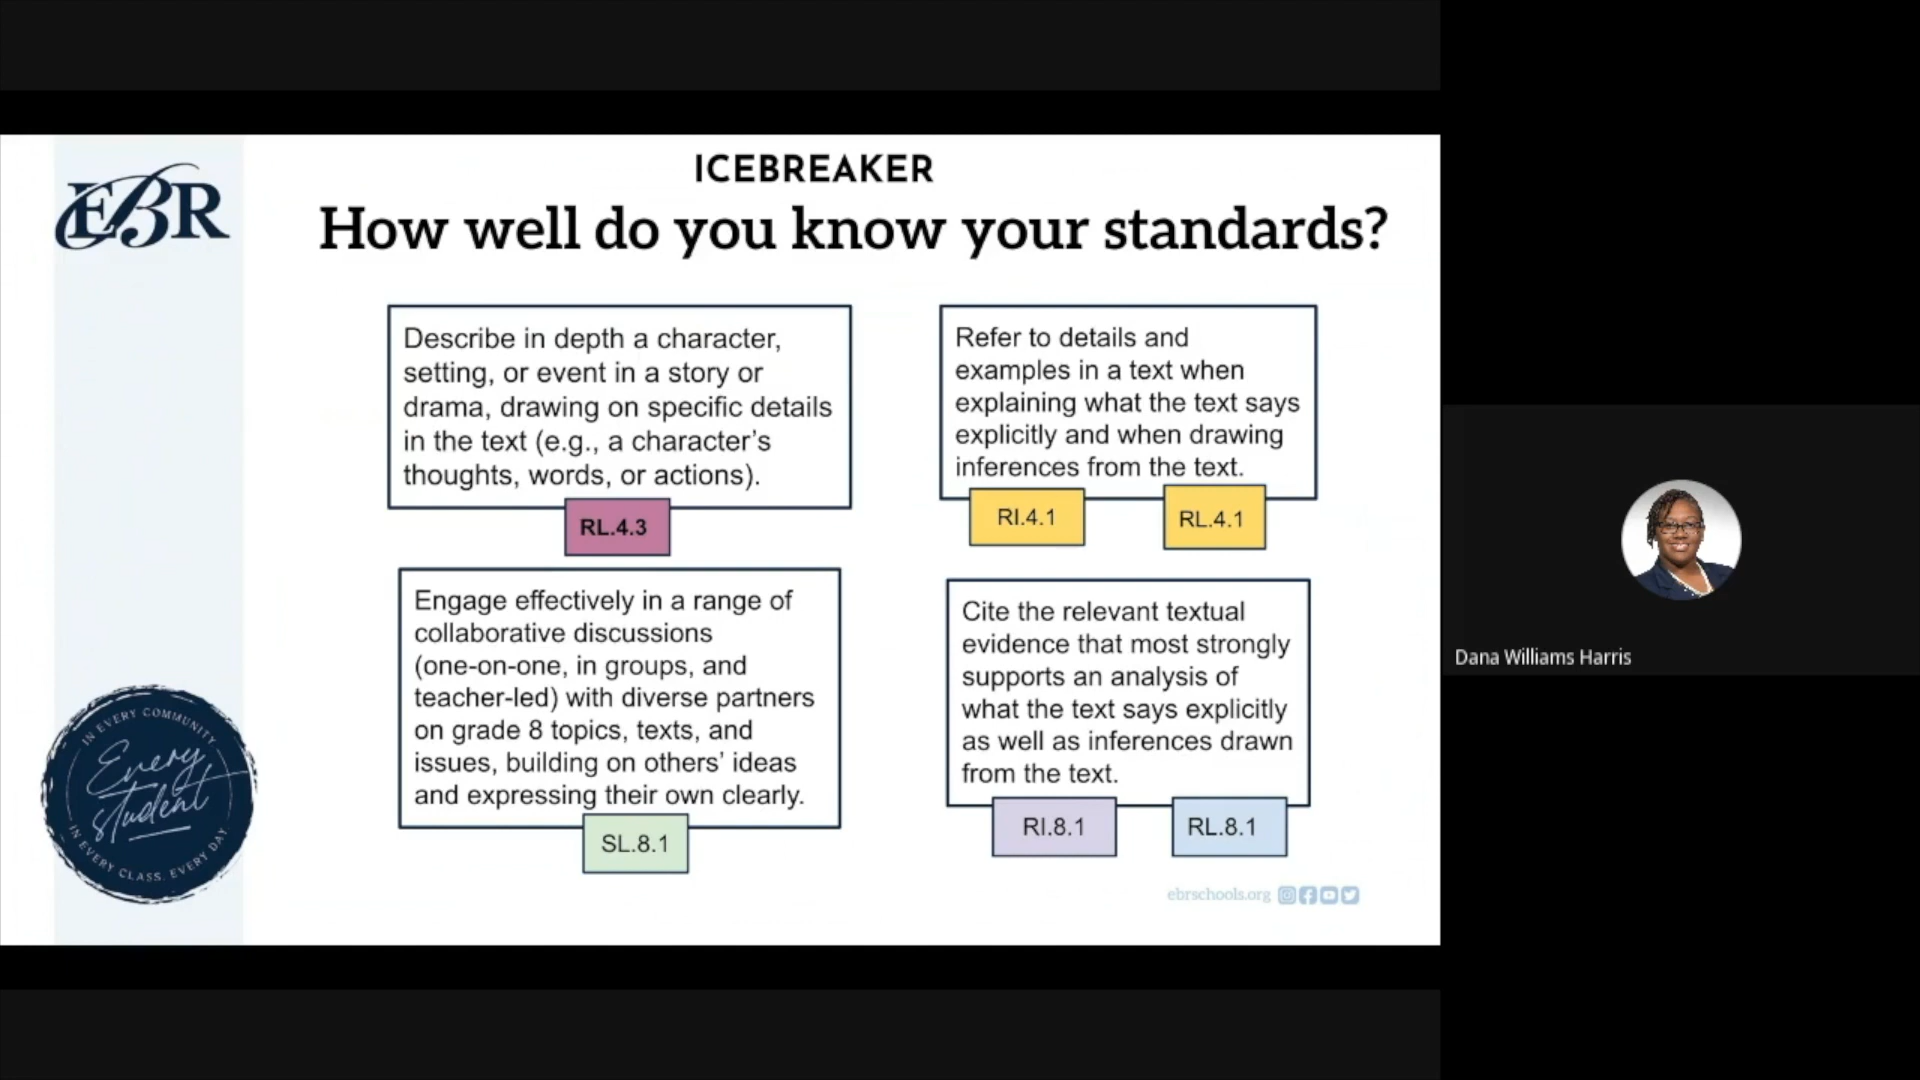 EBR
ICEBREAKER
How well do you know your standards?
Describe in depth a character,
setting, or event in a story or
drama, drawing on specific details
in the text (e.g., a character’s
thoughts, words, or actions).
RL.4.3
Refer to details and
examples in a text when
explaining what the text says
explicitly and when drawing
inferences from the text.
RI.4.1
RL.4.1
Engage effectively in a range of
collaborative discussions
(one-on-one, in groups, and
teacher-led) with diverse partners
on grade 8 topics, texts, and
issues, building on others’ ideas
and expressing their own clearly.
SL.8.1
Cite the relevant textual
evidence that most strongly
supports an analysis of
what the text says explicitly
as well as inferences drawn
from the text.
RI.8.1
RL.8.1
IN EVERY COMMUNITY
Every
student
IN EVERY CLASS, EVERY DAY
ebrschools.org
Dana Williams Harris